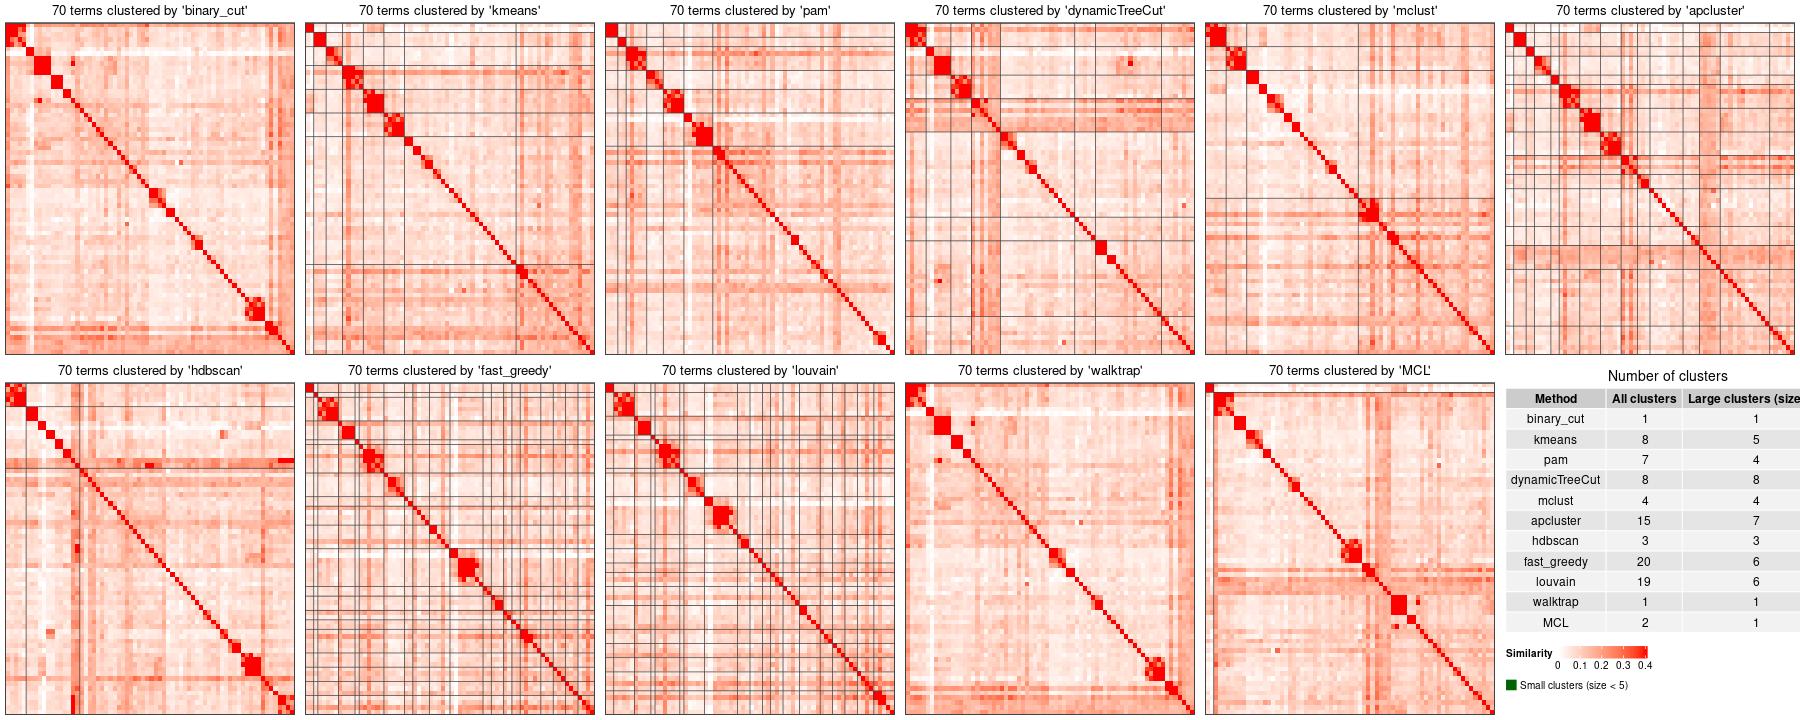 70 terms clustered by 'binary_cut'
70 terms clustered by 'kmeans'
70 terms clustered by 'pam'
70 terms clustered by 'dynamicTreeCut'
70 terms clustered by 'mclust'
70 terms clustered by 'apcluster'
70 terms clustered by 'hdbscan'
70 terms clustered by 'fast_greedy'
70 terms clustered by 'louvain'
70 terms clustered by 'walktrap'
70 terms clustered by 'MCL'
Number of clusters
Method All clusters Large clusters (size
binary_cut 1 1
kmeans 8 5
pam 7 4
dynamicTreeCut 8 8
mclust 4 4
apcluster 15 7
hdbscan 3 3
fast_greedy 20 6
louvain 19 6
walktrap 1 1
MCL 2 1
Similarity
0 0.1 0.2 0.3 0.4
Small clusters (size < 5)